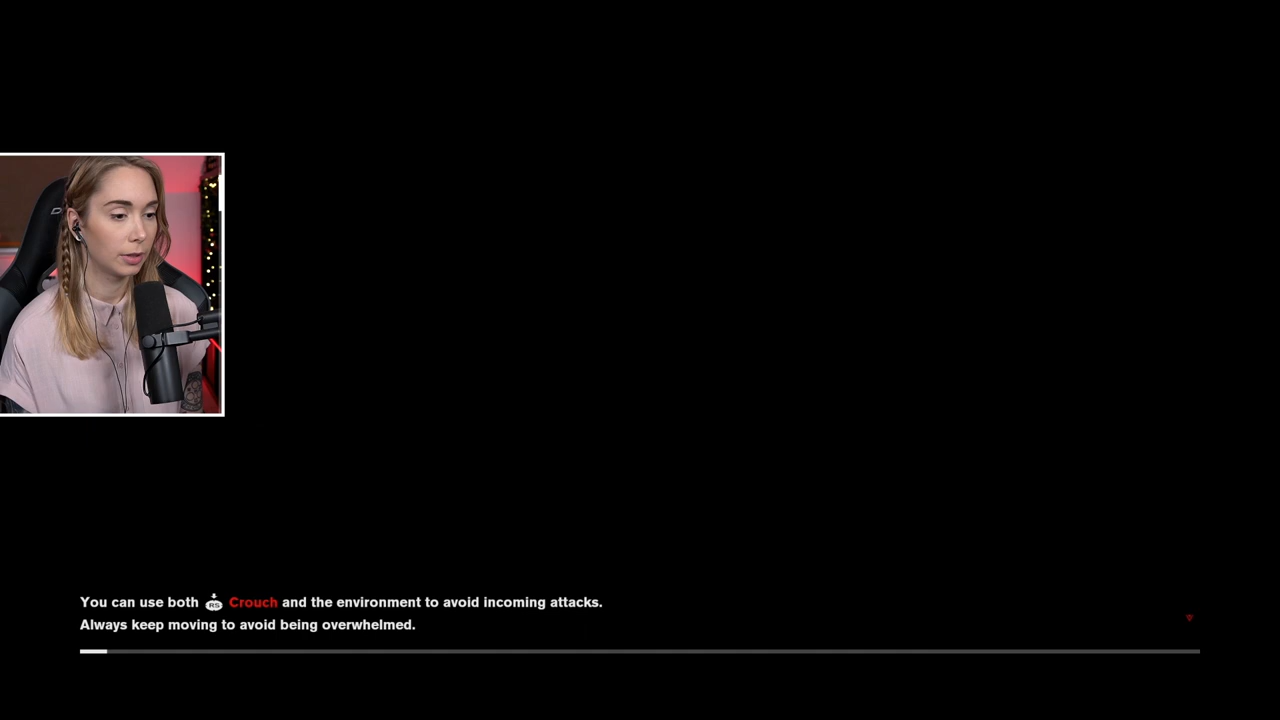 You can use both RS Crouch and the environment to avoid incoming attacks.
Always keep moving to avoid being overwhelmed.